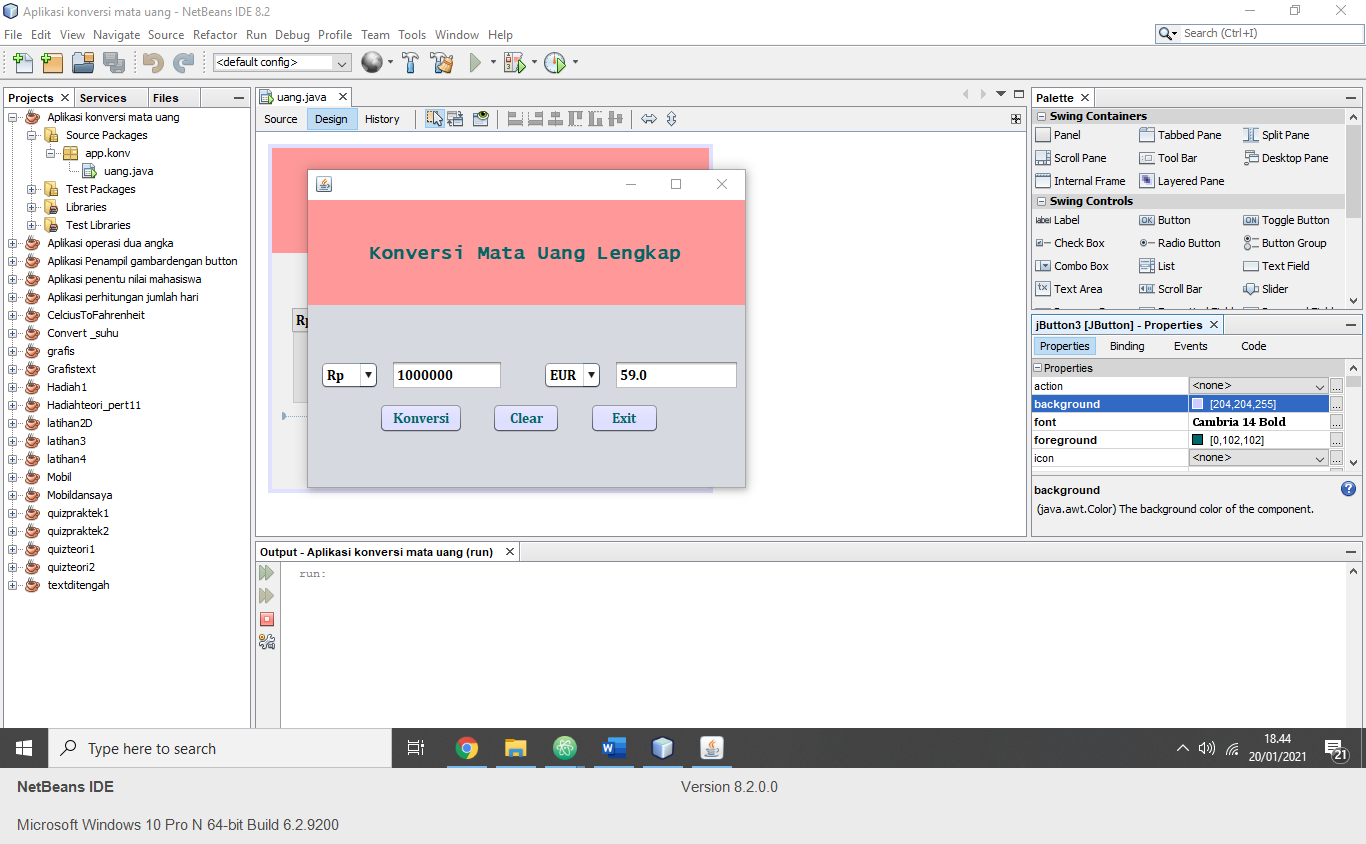 Aplikasi konversi mata uang - NetBeans IDE 8.2
File Edit View Navigate Source Refactor Run Debug Profile Team Tools Window Help
Search (Ctrl+I)
<default config>
Projects Services Files
Aplikasi konversi mata uang
Source Packages
app.konv
uang.java
Test Packages
Libraries
Test Libraries
Aplikasi operasi dua angka
Aplikasi Penampil gambardengan button
Aplikasi penentu nilai mahasiswa
Aplikasi perhitungan jumlah hari
CelciusToFahrenheit
Convert _suhu
grafis
Grafistext
Hadiah1
Hadiahteori_pert11
latihan2D
latihan3
latihan4
Mobil
Mobildansaya
quizpraktek1
quizpraktek2
quizteori1
quizteori2
textditengah
uang.java
Source Design History
Rp
Konversi Mata Uang Lengkap
Rp 1000000 EUR 59.0
Konversi Clear Exit
Palette
Swing Containers
Panel Tabbed Pane Split Pane
Scroll Pane Tool Bar Desktop Pane
Internal Frame Layered Pane
Swing Controls
label Label OK Button ON Toggle Button
Check Box Radio Button Button Group
Combo Box List Text Field
Text Area Scroll Bar Slider
jButton3 [JButton] - Properties
Properties Binding Events Code
Properties
action <none> ...
background [204,204,255] ...
font Cambria 14 Bold ...
foreground [0,102,102] ...
icon <none> ...
background
(java.awt.Color) The background color of the component.
Output - Aplikasi konversi mata uang (run)
run:
Type here to search
18.44
20/01/2021
21
NetBeans IDE Version 8.2.0.0
Microsoft Windows 10 Pro N 64-bit Build 6.2.9200